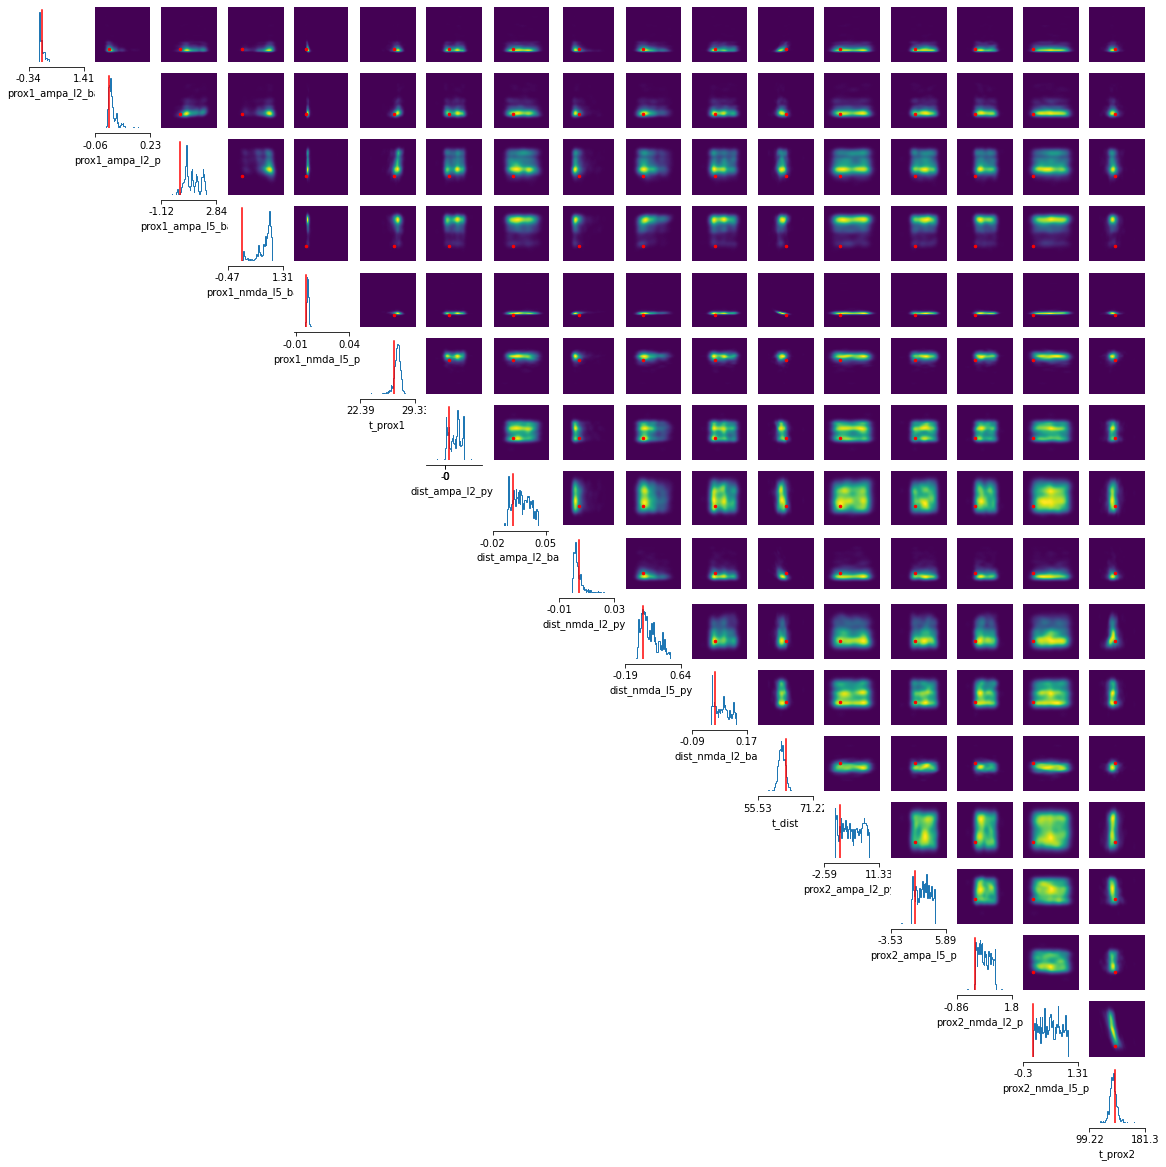 -0.34 1.41
prox1_ampa_l2_ba
-0.06 0.23
prox1_ampa_l2_p
-1.12 2.84
prox1_ampa_l5_ba
-0.47 1.31
prox1_nmda_l5_b
-0.01 0.04
prox1_nmda_l5_p
22.39 29.33
t_prox1
-0
dist_ampa_l2_py
-0.02 0.05
dist_ampa_l2_ba
-0.01 0.03
dist_nmda_l2_py
-0.19 0.64
dist_nmda_l5_py
-0.09 0.17
dist_nmda_l2_ba
55.53 71.22
t_dist
-2.59 11.33
prox2_ampa_l2_py
-3.53 5.89
prox2_ampa_l5_p
-0.86 1.8
prox2_nmda_l2_p
-0.3 1.31
prox2_nmda_l5_p
99.22 181.3
t_prox2